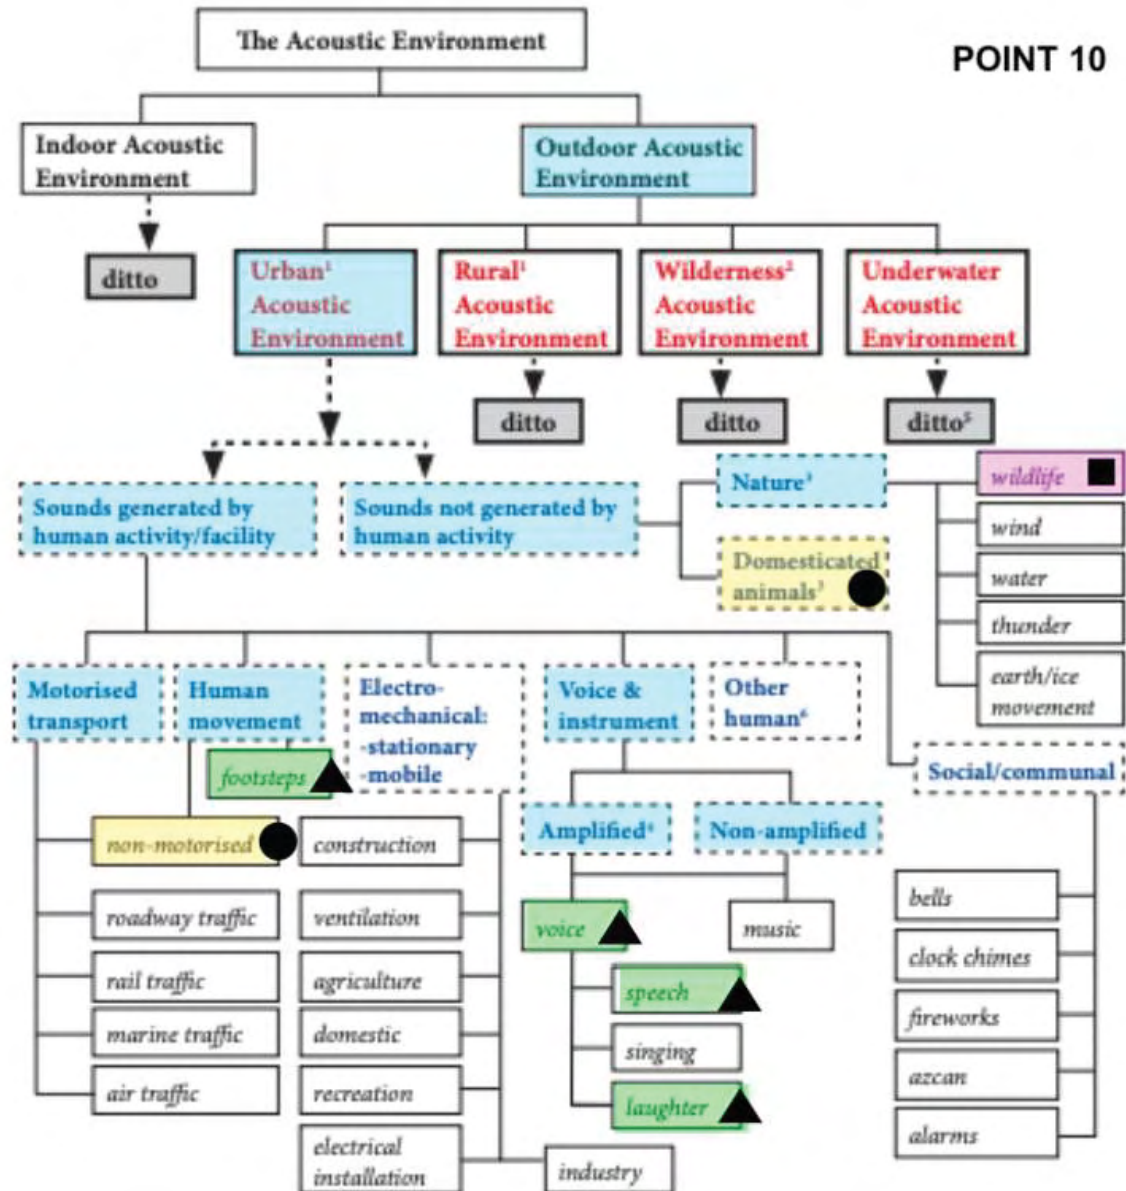 The Acoustic Environment
POINT 10
Indoor Acoustic
Environment
Outdoor Acoustic
Environment
ditto
Urban¹
Acoustic
Environment
Rural¹
Acoustic
Environment
Wilderness²
Acoustic
Environment
Underwater
Acoustic
Environment
ditto
ditto
ditto⁵
Sounds generated by
human activity/facility
Sounds not generated by
human activity
Nature³
Domesticated
animals³
wildlife
wind
water
thunder
earth/ice
movement
Motorised
transport
Human
movement
Electro-
mechanical:
-stationary
-mobile
Voice &
instrument
Other
human⁶
Social/communal
footsteps
non-motorised
roadway traffic
rail traffic
marine traffic
air traffic
construction
ventilation
agriculture
domestic
recreation
electrical
installation
industry
Amplified⁴
Non-amplified
voice
music
speech
singing
laughter
bells
clock chimes
fireworks
azcan
alarms